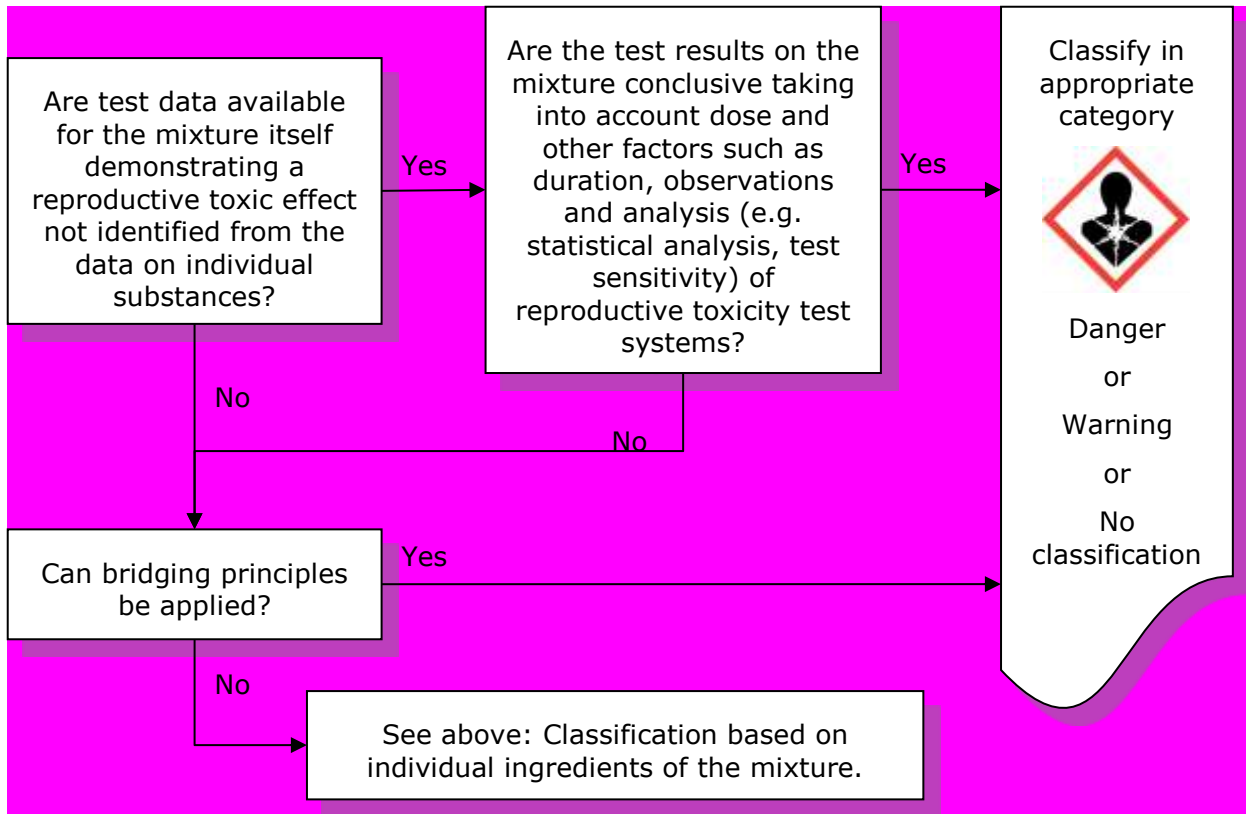 Are test data available
for the mixture itself
demonstrating a
reproductive toxic effect
not identified from the
data on individual
substances?
Yes
Are the test results on the
mixture conclusive taking
into account dose and
other factors such as
duration, observations
and analysis (e.g.
statistical analysis, test
sensitivity) of
reproductive toxicity test
systems?
Yes
Classify in
appropriate
category
Danger
or
Warning
or
No
classification
No
No
Can bridging principles
be applied?
Yes
No
See above: Classification based on
individual ingredients of the mixture.